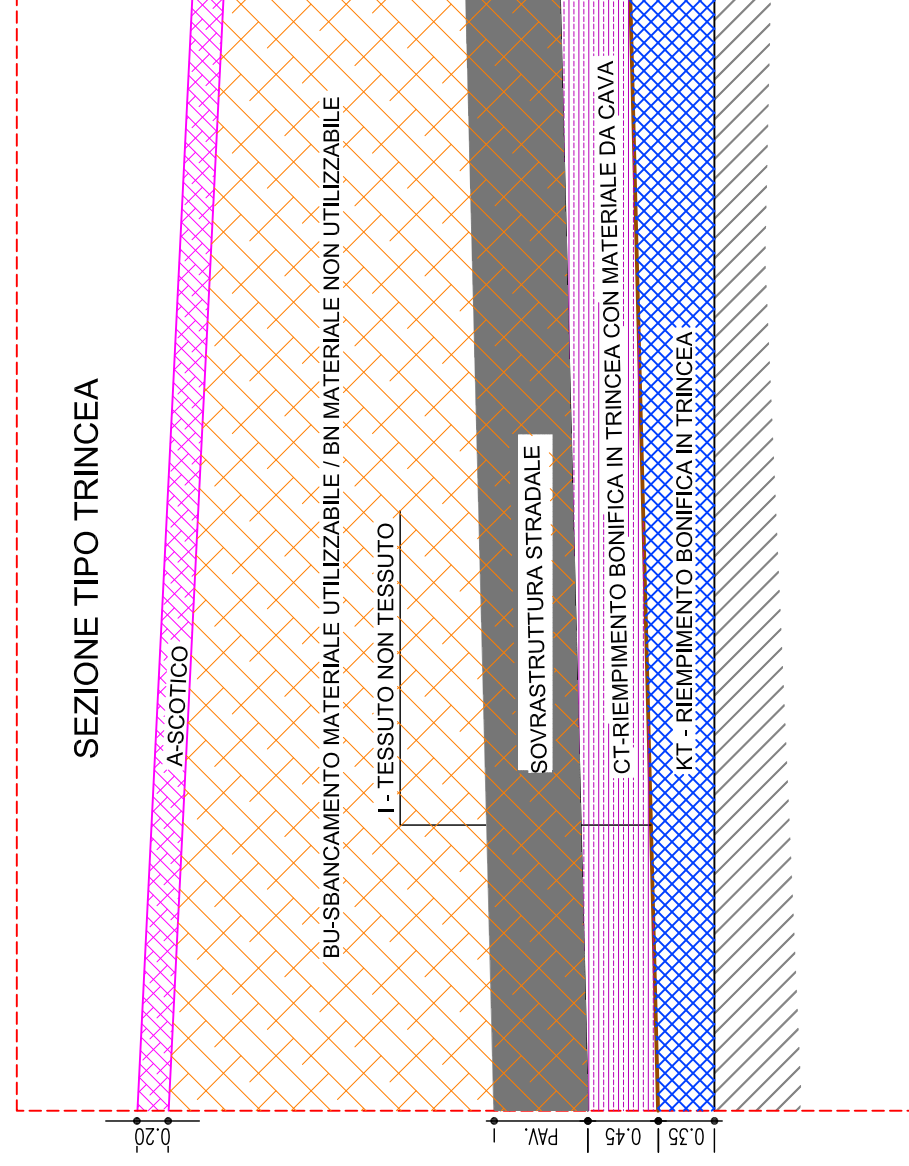 SEZIONE TIPO TRINCEA
A-SCOTICO
BU-SBANCAMENTO MATERIALE UTILIZZABILE / BN MATERIALE NON UTILIZZABILE
I - TESSUTO NON TESSUTO
SOVRASTRUTTURA STRADALE
CT-RIEMPIMENTO BONIFICA IN TRINCEA CON MATERIALE DA CAVA
KT - RIEMPIMENTO BONIFICA IN TRINCEA
0.20
PAV.
0.45
0.35